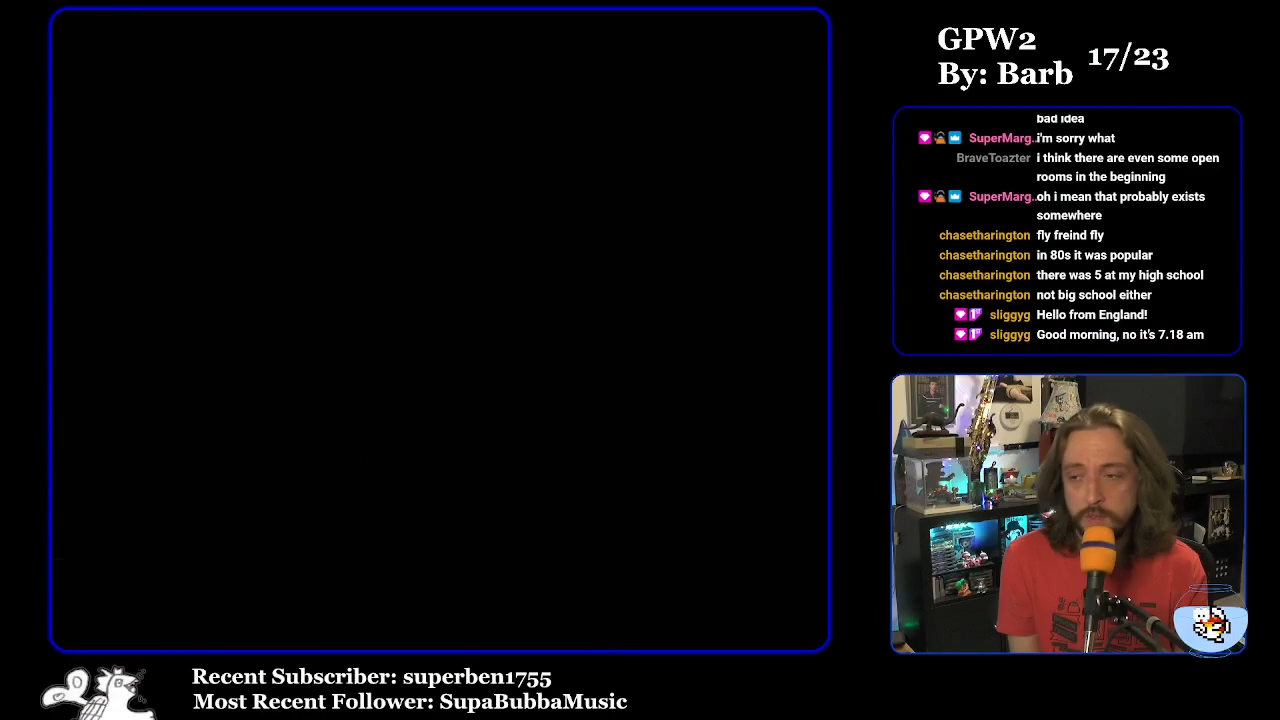 GPW2
By: Barb
17/23
bad idea
SuperMarg.. i'm sorry what
BraveToazter i think there are even some open
rooms in the beginning
SuperMarg.. oh i mean that probably exists
somewhere
chasetharington fly freind fly
chasetharington in 80s it was popular
chasetharington there was 5 at my high school
chasetharington not big school either
sliggyg Hello from England!
sliggyg Good morning, no it's 7.18 am
Recent Subscriber: superben1755
Most Recent Follower: SupaBubbaMusic